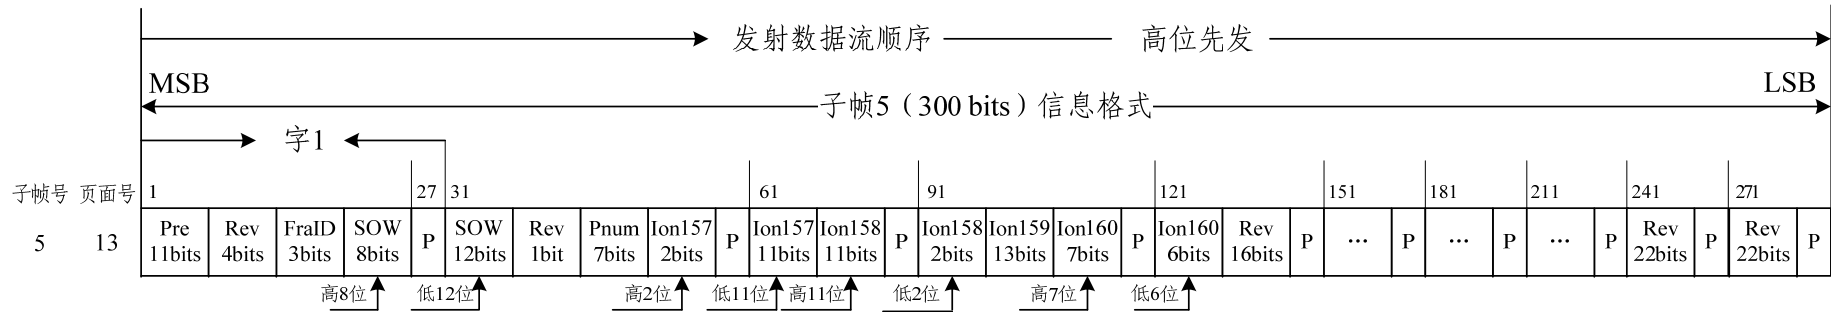 发射数据流顺序 高位先发
MSB LSB
子帧5（300 bits）信息格式
字1
子帧号 页面号 1 27 31 61 91 121 151 181 211 241 271
5 13 Pre 11bits Rev 4bits FraID 3bits SOW 8bits P SOW 12bits Rev 1bit Pnum 7bits Ion157 2bits P Ion157 11bits Ion158 11bits P Ion158 2bits Ion159 13bits Ion160 7bits P Ion160 6bits Rev 16bits P ... P ... P ... P Rev 22bits P Rev 22bits P
高8位 低12位 高2位 低11位 高11位 低2位 高7位 低6位